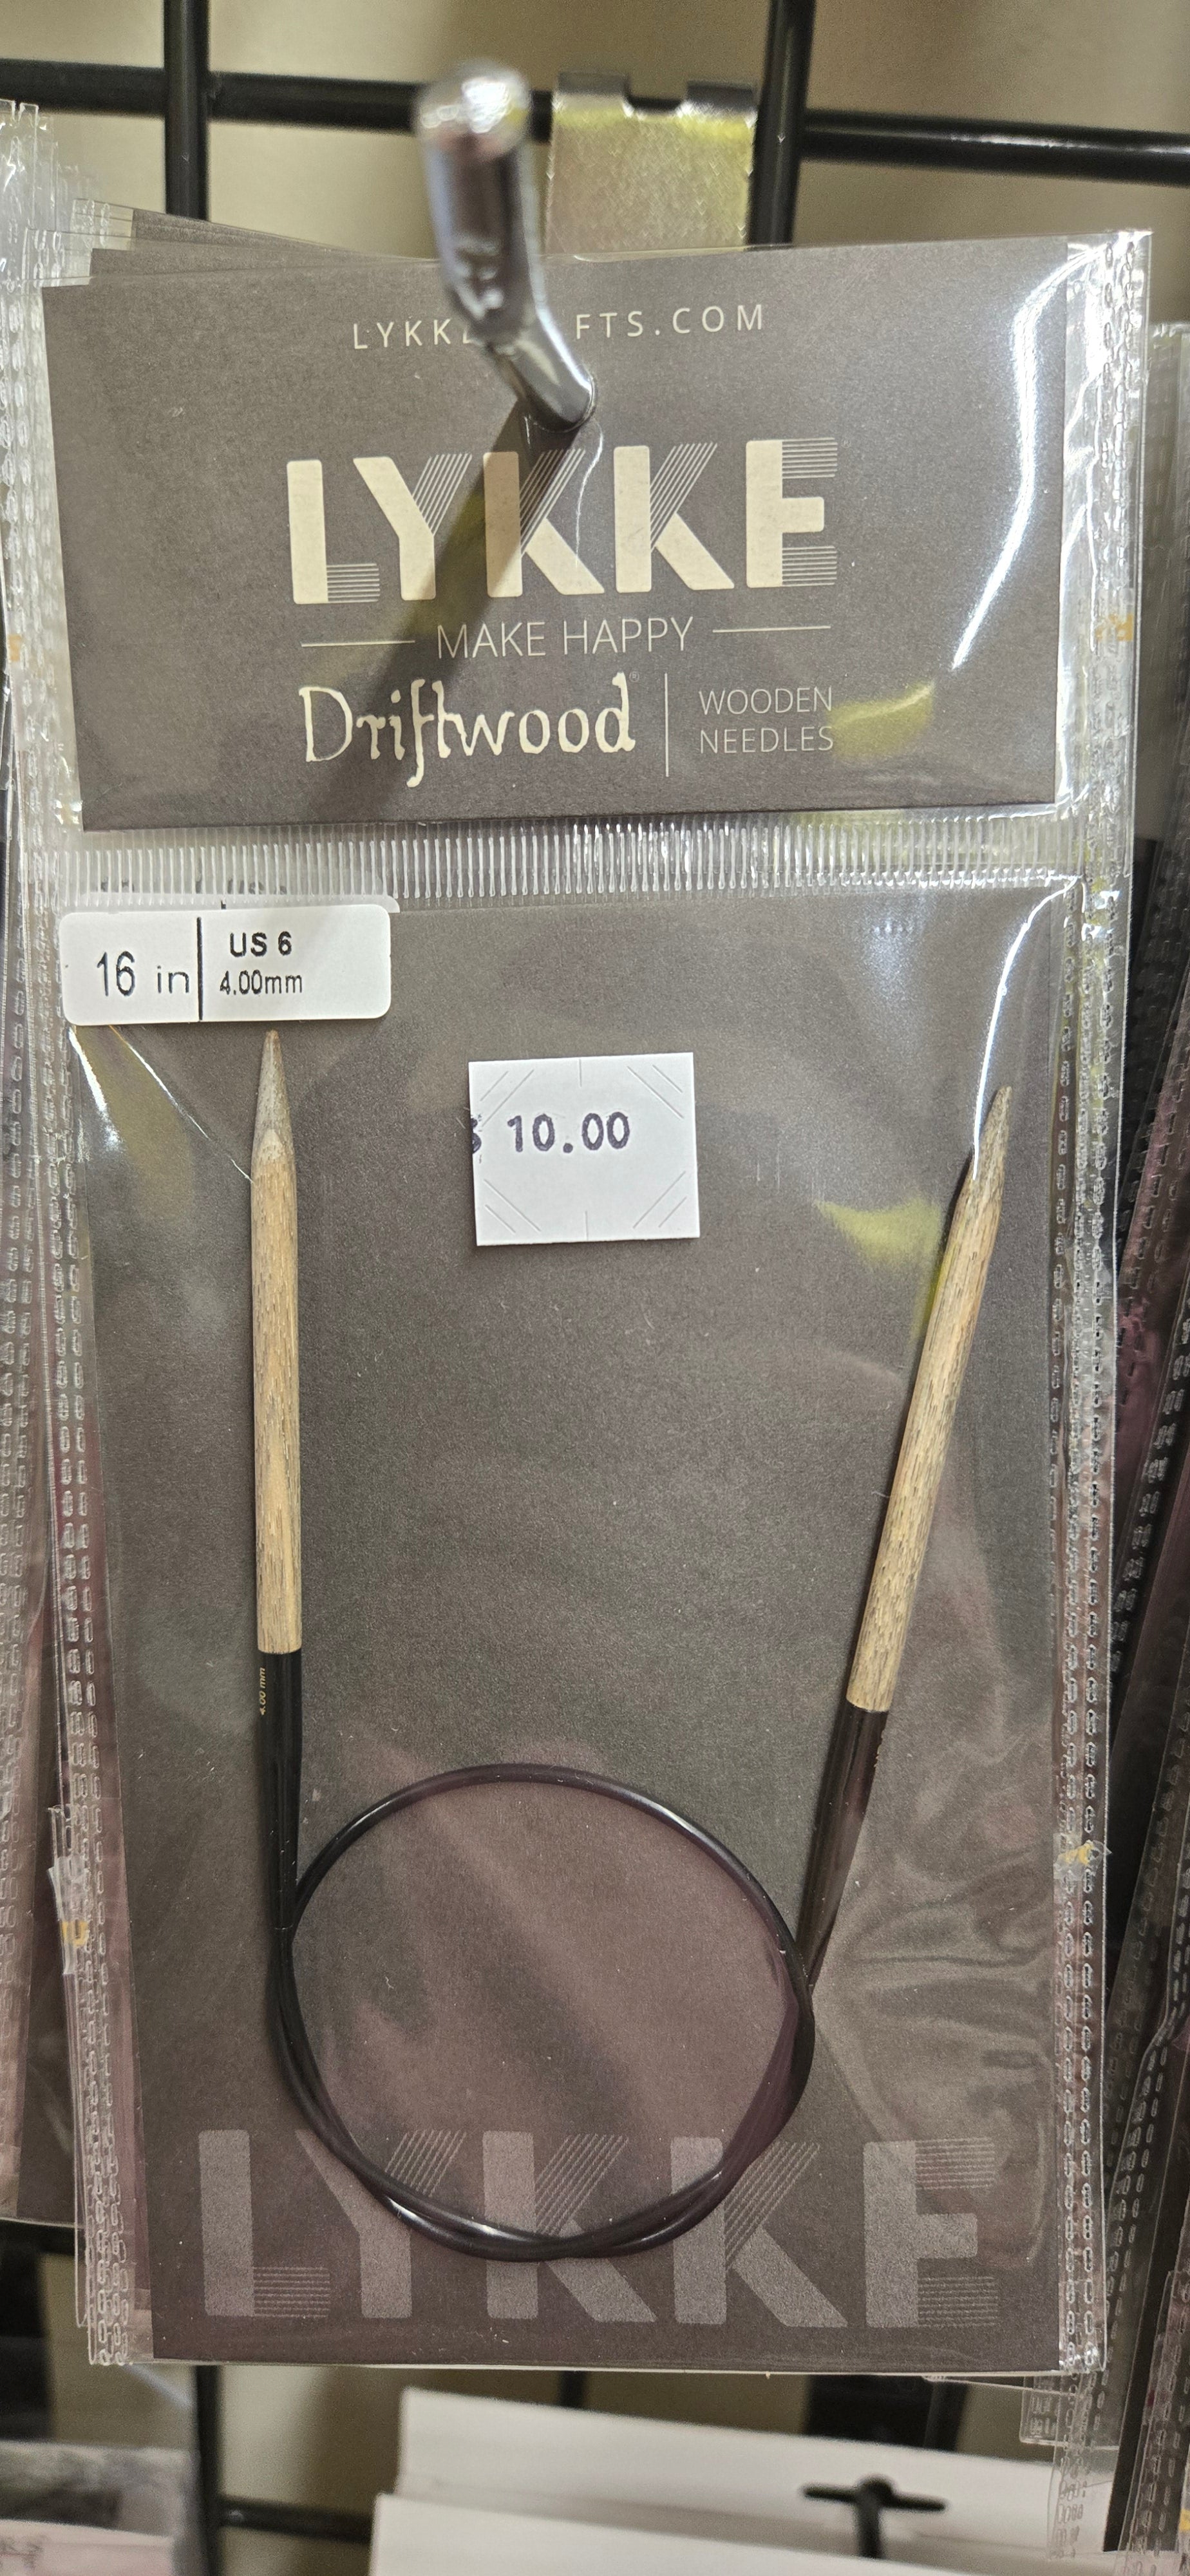 LYKKE FTS.COM
LYKKE
MAKE HAPPY
Driftwood® | WOODEN NEEDLES
16 in | US 6
4.00mm
$ 10.00
4.00 mm
LYKKE